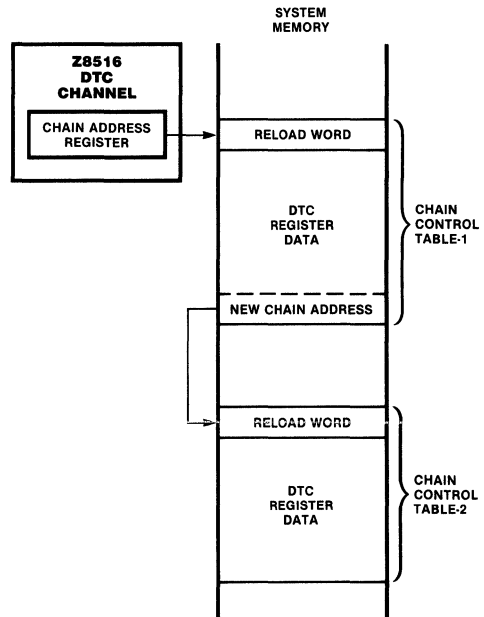 SYSTEM
MEMORY
Z8516
DTC
CHANNEL
CHAIN ADDRESS
REGISTER
RELOAD WORD
DTC
REGISTER
DATA
CHAIN
CONTROL
TABLE-1
NEW CHAIN ADDRESS
RELOAD WORD
DTC
REGISTER
DATA
CHAIN
CONTROL
TABLE-2